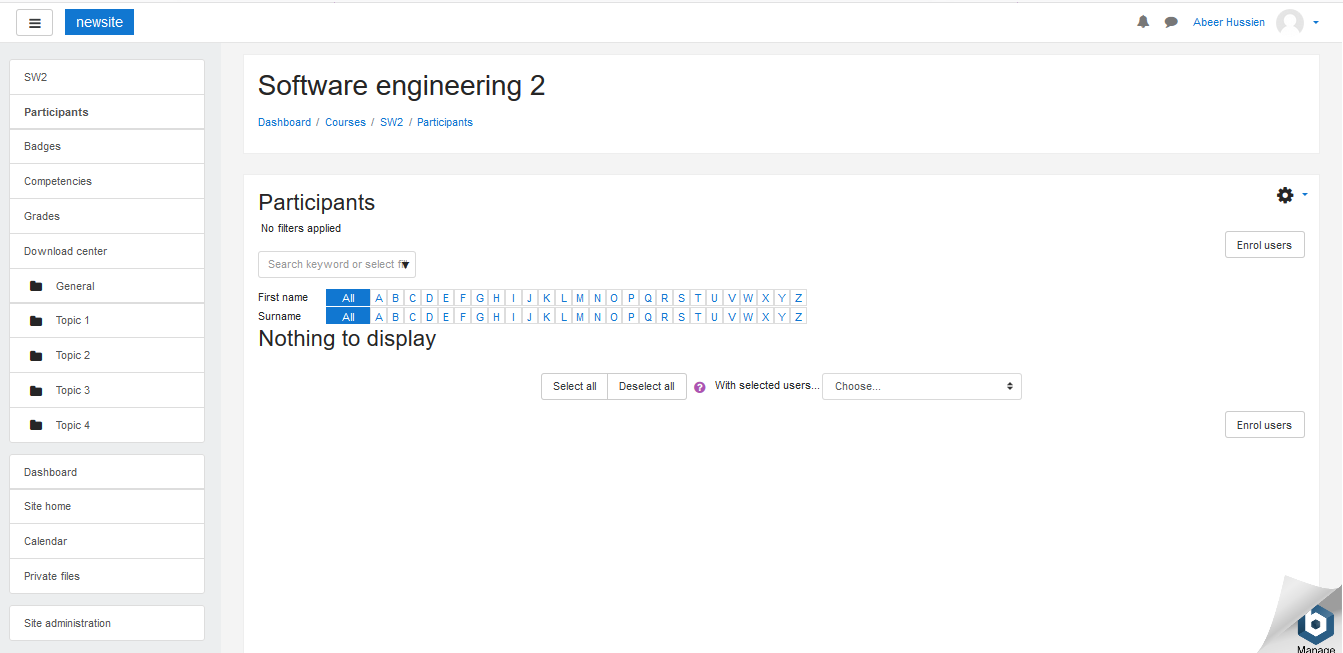 newsite
Abeer Hussien
SW2
Participants
Badges
Competencies
Grades
Download center
General
Topic 1
Topic 2
Topic 3
Topic 4
Dashboard
Site home
Calendar
Private files
Site administration
Software engineering 2
Dashboard / Courses / SW2 / Participants
Participants
No filters applied
Enrol users
Search keyword or select fi
First name All A B C D E F G H I J K L M N O P Q R S T U V W X Y Z
Surname All A B C D E F G H I J K L M N O P Q R S T U V W X Y Z
Nothing to display
Select all Deselect all ? With selected users... Choose...
Enrol users
Manage